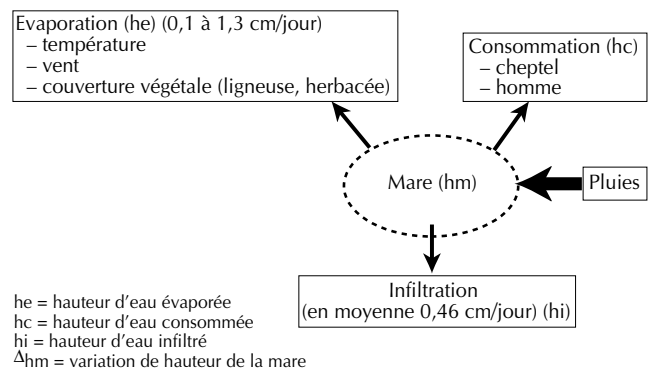 Evaporation (he) (0,1 à 1,3 cm/jour)
– température
– vent
– couverture végétale (ligneuse, herbacée)
Consommation (hc)
– cheptel
– homme
Mare (hm)
Pluies
Infiltration
(en moyenne 0,46 cm/jour) (hi)
he = hauteur d’eau évaporée
hc = hauteur d’eau consommée
hi = hauteur d’eau infiltré
Δhm = variation de hauteur de la mare